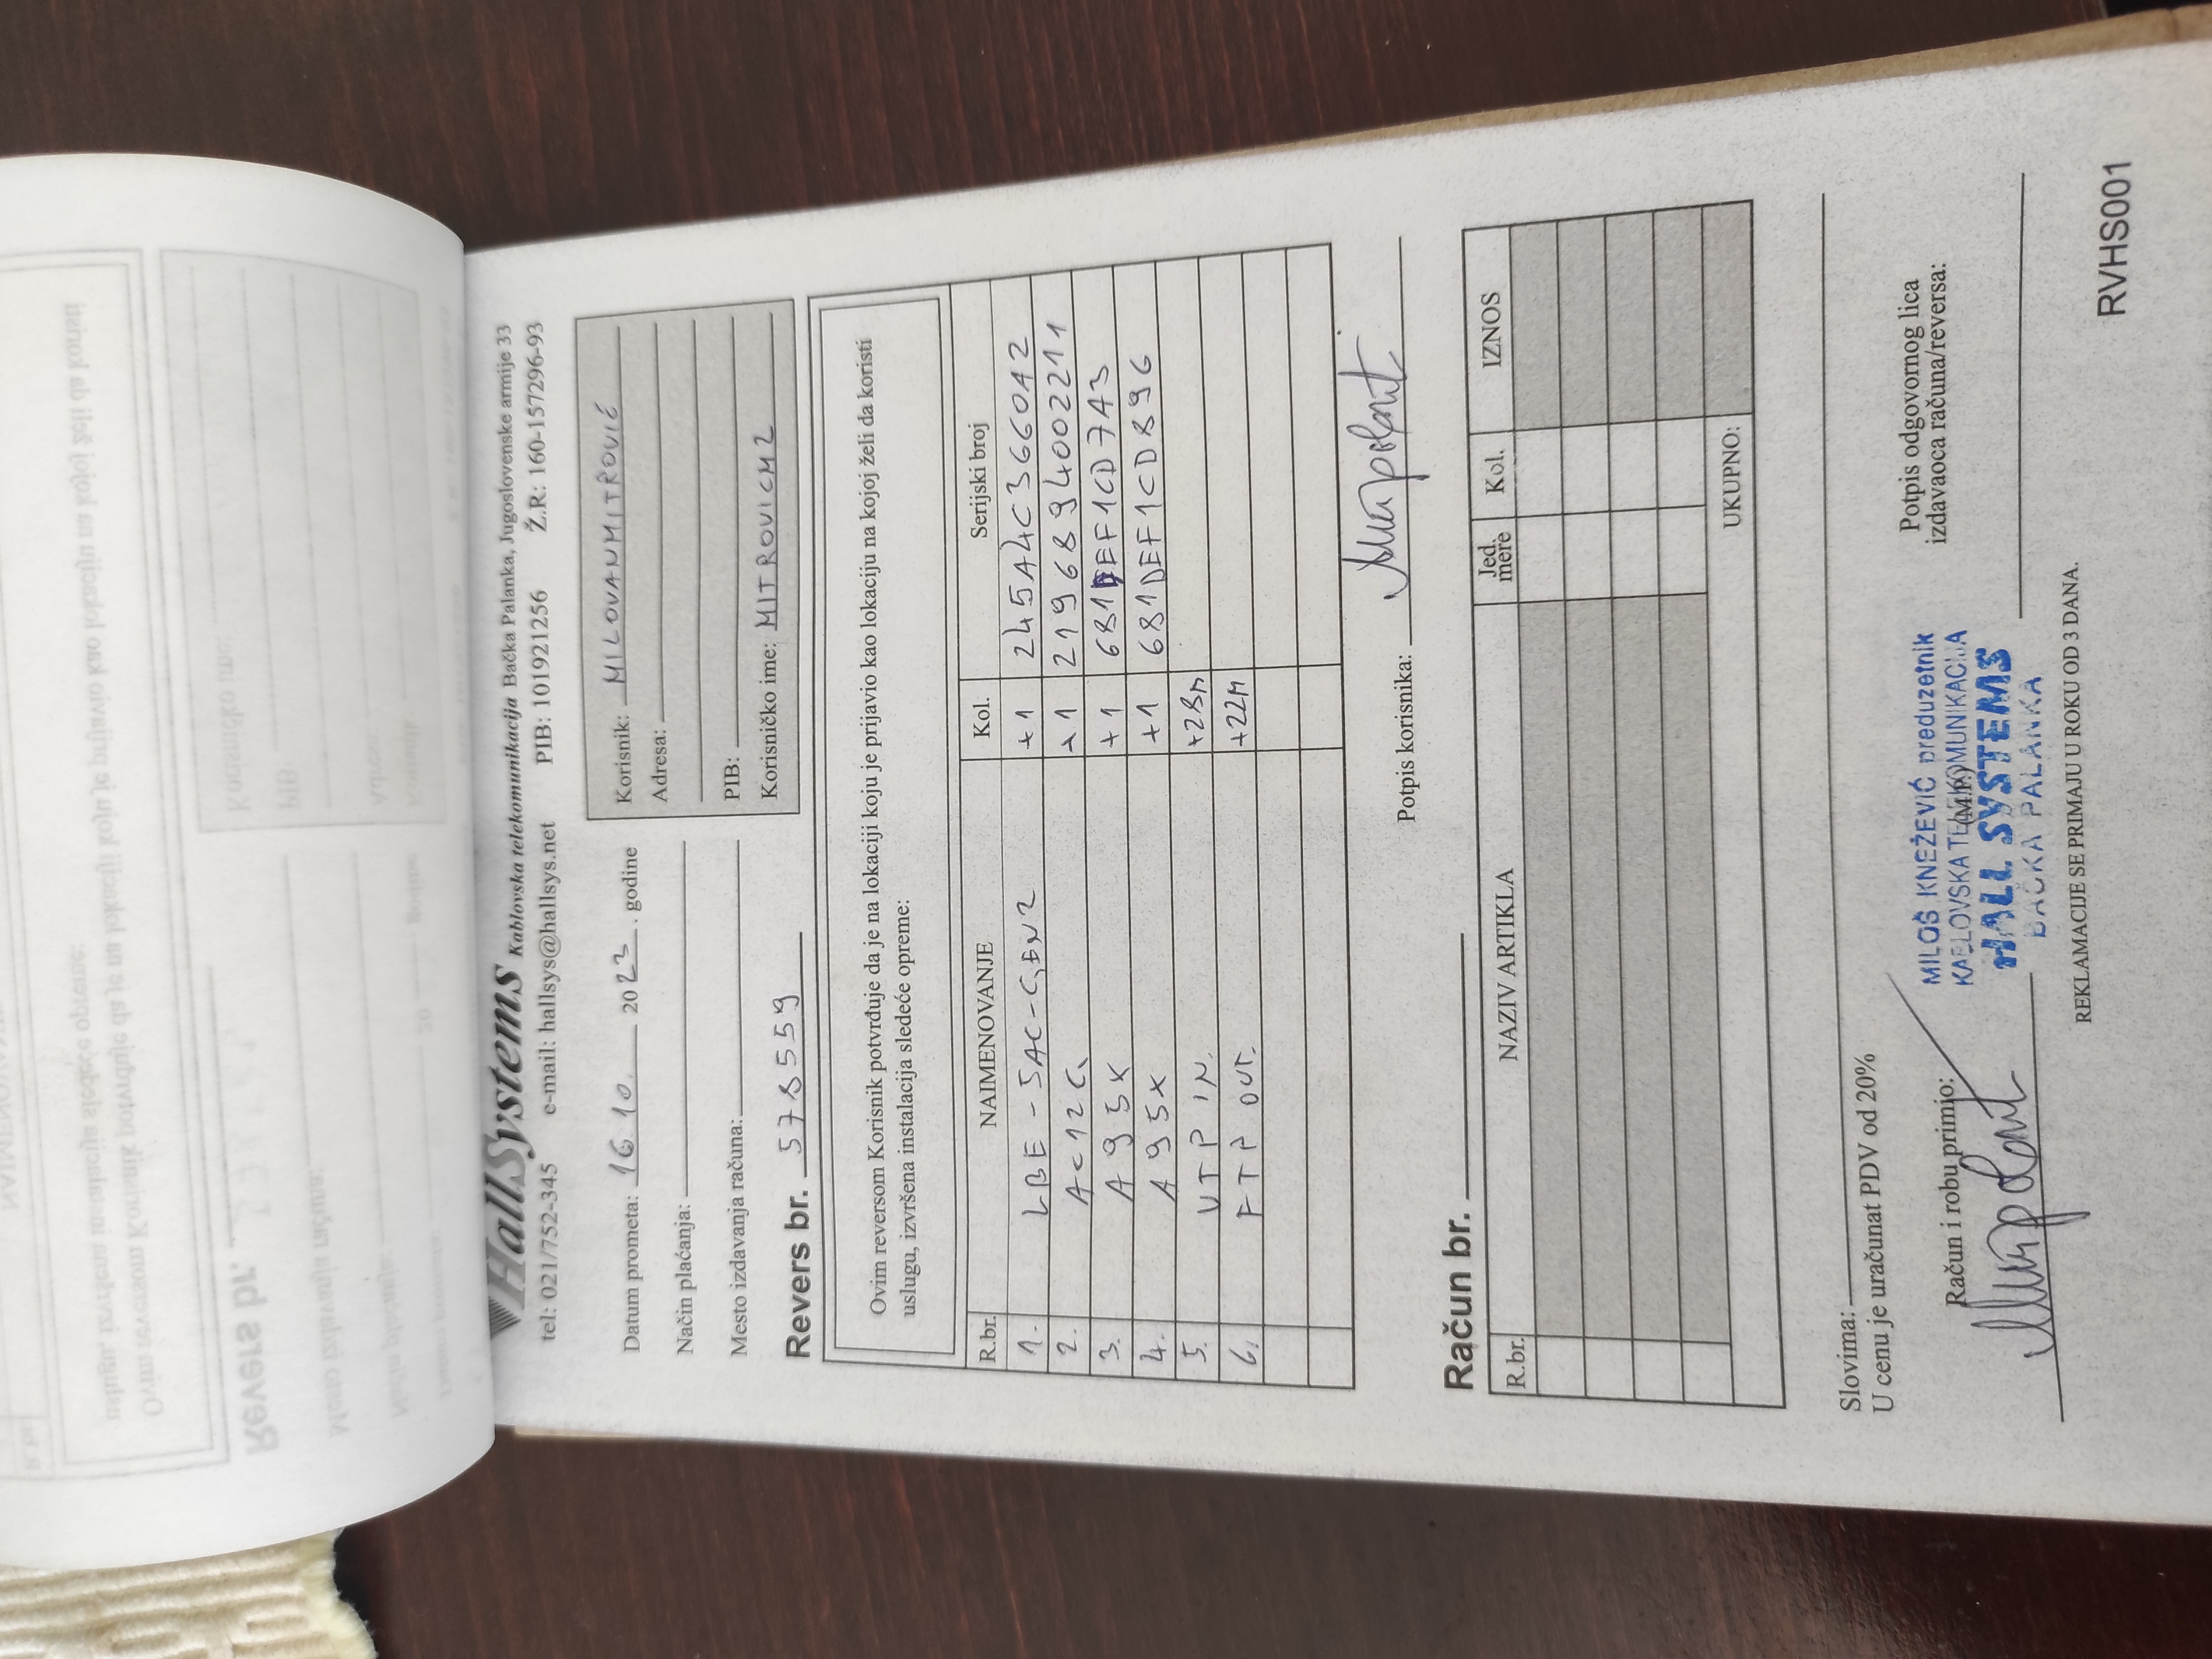 HallSystems Kablovska telekomunikacija Bačka Palanka, Jugoslovenske armije 33
tel: 021/752-345 e-mail: hallsys@hallsys.net PIB: 101921256 Ž.R: 160-157296-93
Datum prometa: 16.10. 2023. godine
Način plaćanja:
Mesto izdavanja računa:
Korisnik: MILOVANMITROVIĆ
Adresa:
PIB:
Korisničko ime: MITROVICM2
Revers br. 578559
Ovim reversom Korisnik potvrđuje da je na lokaciji koju je prijavio kao lokaciju na kojoj želi da koristi
uslugu, izvršena instalacija sledeće opreme:
R.br. NAIMENOVANJE Kol. Serijski broj
1. LBE-5AC-GEN2 +1 245A4C366042
2. AC12G +1 2196894002211
3. A95X +1 681DEF1CD743
4. A95X +1 681DEF1CD896
5. UTP IN. +28M
6. FTP OUT. +22M
Potpis korisnika:
Račun br.
R.br. NAZIV ARTIKLA Jed. mere Kol. IZNOS
UKUPNO:
Slovima:
U cenu je uračunat PDV od 20%
Račun i robu primio:
(M.P.)
MILOŠ KNEŽEVIĆ preduzetnik
KABLOVSKA TELEKOMUNIKACIJA
HALL SYSTEMS
BAČKA PALANKA
Potpis odgovornog lica
izdavaoca računa/reversa:
REKLAMACIJE SE PRIMAJU U ROKU OD 3 DANA.
RVHS001